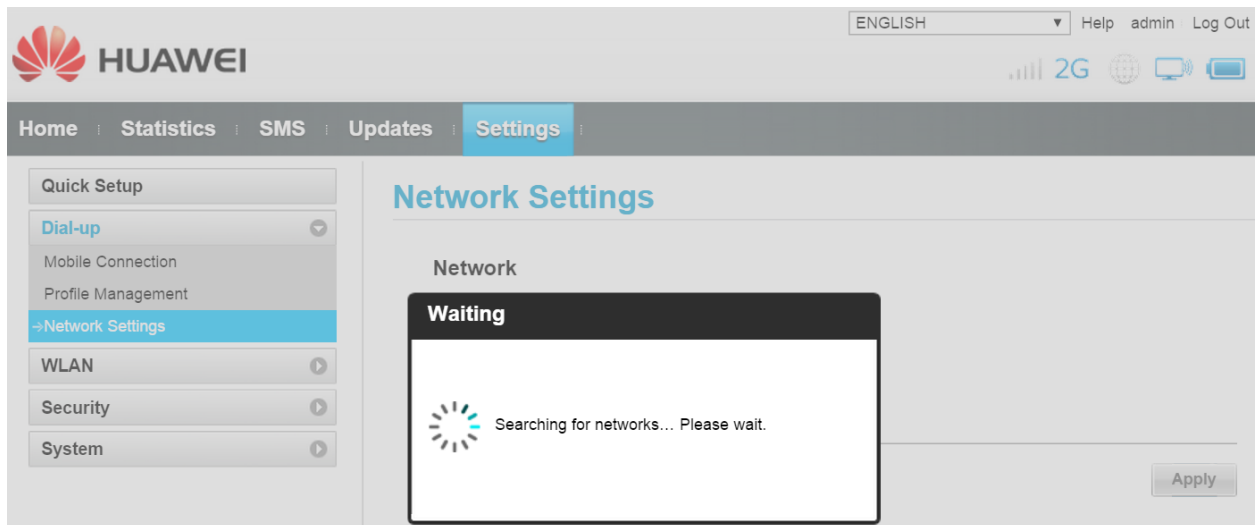 ENGLISH Help admin Log Out
HUAWEI
2G
Home Statistics SMS Updates Settings
Quick Setup
Network Settings
Dial-up
Mobile Connection
Profile Management
→Network Settings
WLAN
Security
System
Network
Waiting
Searching for networks... Please wait.
Apply